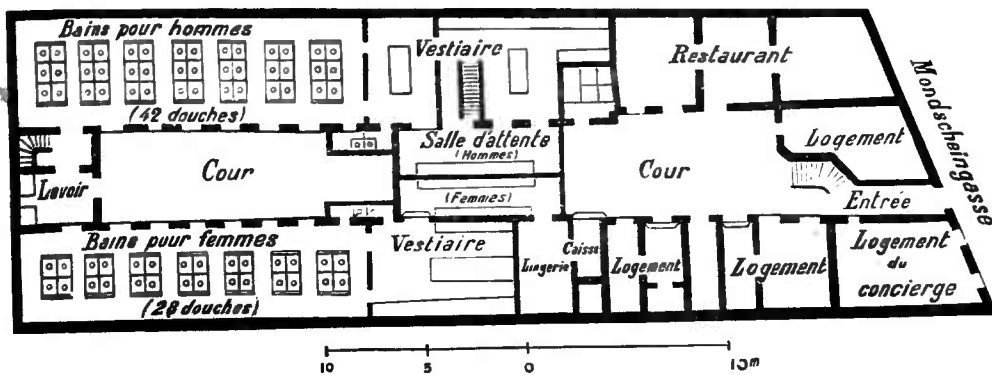 Bains pour hommes
(42 douches)
Vestiaire
Restaurant
Mondscheingasse
Salle d'attente
(Hommes)
Logement
Cour
Cour
Lavoir
(Femmes)
Entrée
Bains pour femmes
(28 douches)
Vestiaire
Lingerie
Caisse
Logement
Logement
Logement
du
concierge
10 5 0 10m